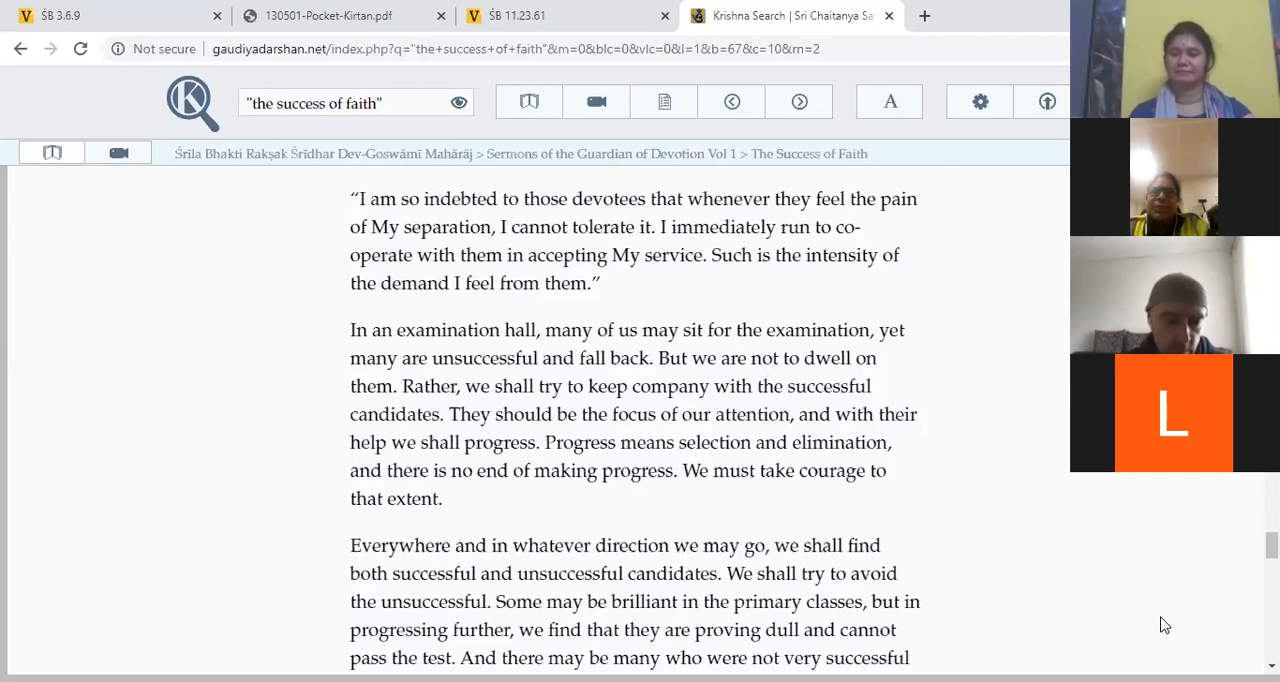 ŚB 3.6.9
130501-Pocket-Kirtan.pdf
ŚB 11.23.61
Krishna Search | Sri Chaitanya Sa
Not secure
gaudiyadarshan.net/index.php?q="the+success+of+faith"&m=0&blc=0&vlc=0&l=1&b=67&c=10&rn=2
K
"the success of faith"
A
Śrīla Bhakti Rakṣak Śrīdhar Dev-Goswāmī Mahārāj > Sermons of the Guardian of Devotion Vol 1 > The Success of Faith
“I am so indebted to those devotees that whenever they feel the pain
of My separation, I cannot tolerate it. I immediately run to co-
operate with them in accepting My service. Such is the intensity of
the demand I feel from them.”
In an examination hall, many of us may sit for the examination, yet
many are unsuccessful and fall back. But we are not to dwell on
them. Rather, we shall try to keep company with the successful
candidates. They should be the focus of our attention, and with their
help we shall progress. Progress means selection and elimination,
and there is no end of making progress. We must take courage to
that extent.
Everywhere and in whatever direction we may go, we shall find
both successful and unsuccessful candidates. We shall try to avoid
the unsuccessful. Some may be brilliant in the primary classes, but in
progressing further, we find that they are proving dull and cannot
pass the test. And there may be many who were not very successful
L